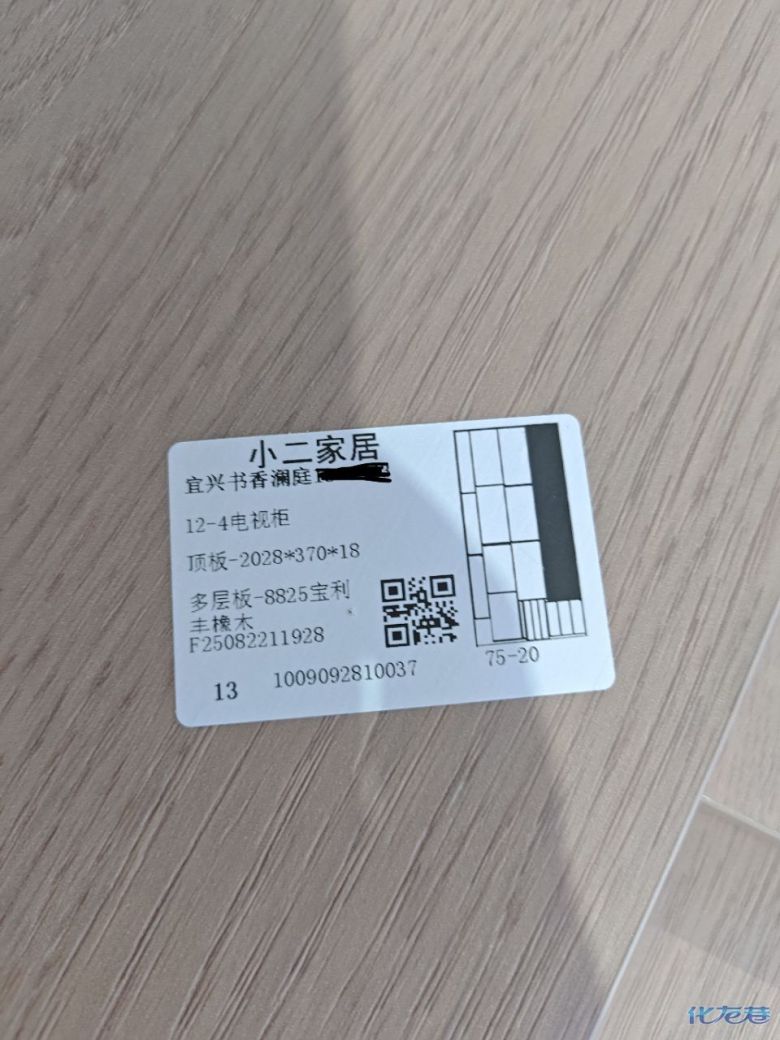 小二家居
宜兴书香澜庭
12-4电视柜
顶板-2028*370*18
多层板-8825宝利
丰橡木
F25082211928
13 1009092810037
75-20
化龙巷